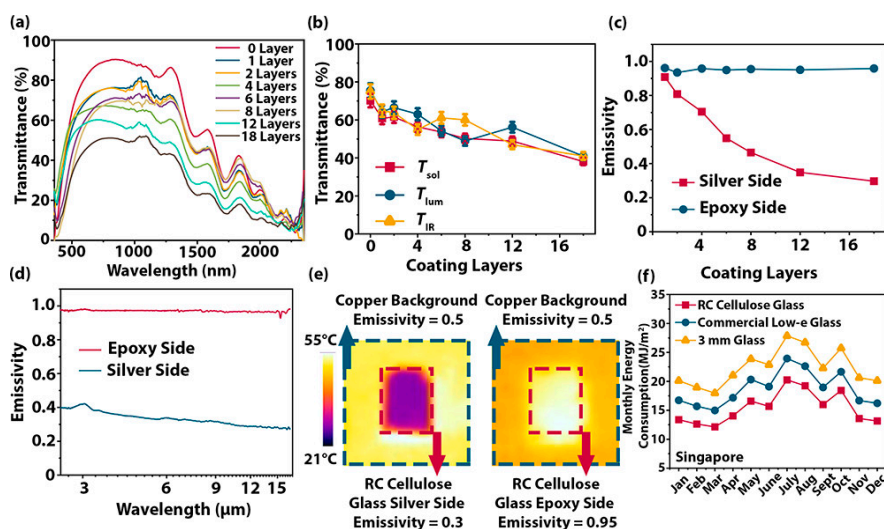 (a)
100
80
60
40
20
0
Transmittance (%)
500
1000
1500
2000
Wavelength (nm)
0 Layer
1 Layer
2 Layers
4 Layers
6 Layers
8 Layers
12 Layers
18 Layers
(b)
100
80
60
40
20
0
Transmittance (%)
T sol
T lum
T IR
0
4
8
12
16
Coating Layers
(c)
1.0
0.8
0.6
0.4
0.2
0
Emissivity
Silver Side
Epoxy Side
4
8
12
16
Coating Layers
(d)
1.0
0.8
0.6
0.4
0.2
0
Emissivity
Epoxy Side
Silver Side
3
6
9
12
15
Wavelength (μm)
(e)
Copper Background
Emissivity = 0.5
Copper Background
Emissivity = 0.5
55°C
21°C
RC Cellulose
Glass Silver Side
Emissivity = 0.3
RC Cellulose
Glass Epoxy Side
Emissivity = 0.95
(f)
35
30
25
20
15
10
5
Monthly Energy
Consumption(MJ/m²)
RC Cellulose Glass
Commercial Low-e Glass
3 mm Glass
Singapore
Jan
Feb
Mar
Apr
May
June
July
Aug
Sept
Oct
Nov
Dec